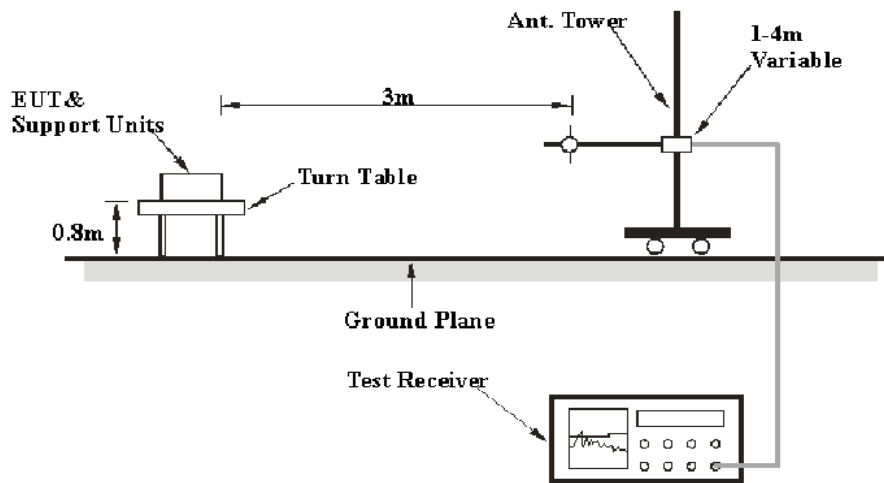 Ant. Tower
1-4m
Variable
3m
EUT &
Support Units
Turn Table
0.8m
Ground Plane
Test Receiver